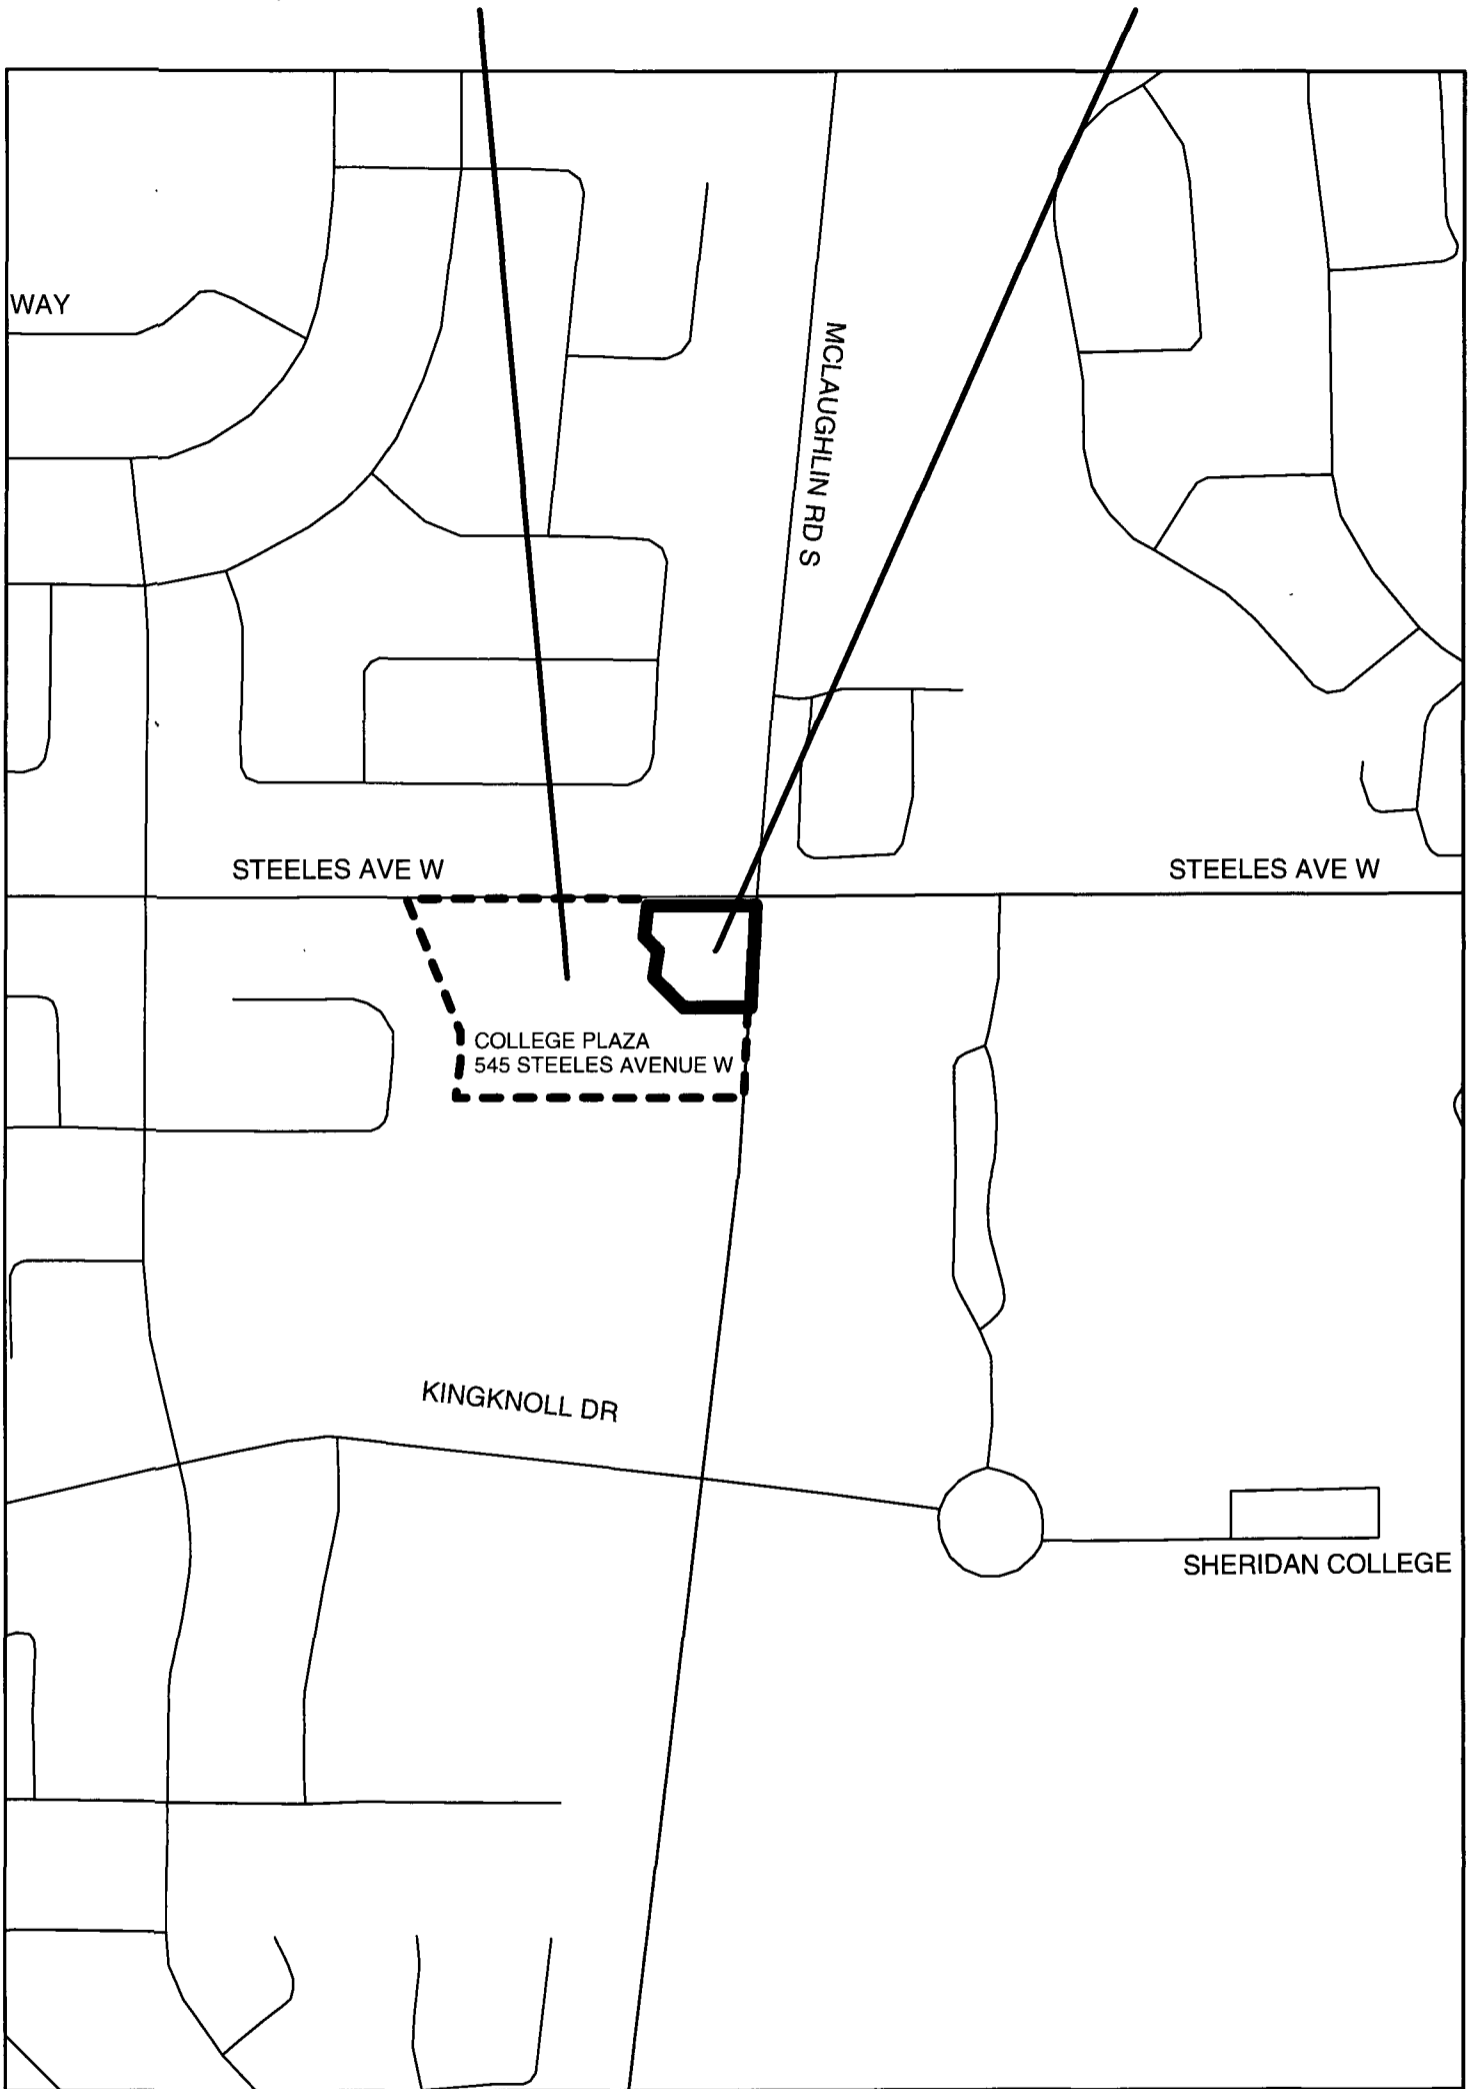 WAY
MCLAUGHLIN RD S
STEELES AVE W
STEELES AVE W
COLLEGE PLAZA
545 STEELES AVENUE W
KINGKNOLL DR
SHERIDAN COLLEGE